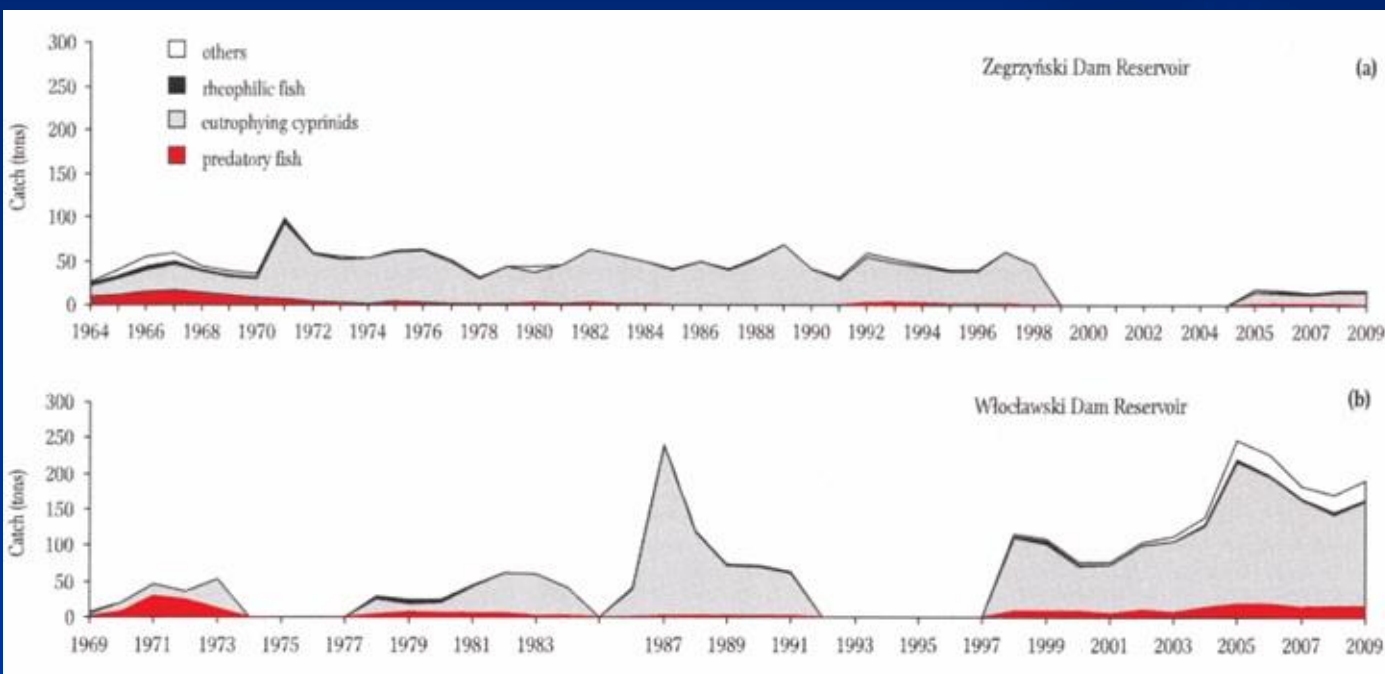 300
250
200
150
100
50
0
Catch (tons)
others
rheophilic fish
eutrophying cyprinids
predatory fish
Zegrzyński Dam Reservoir
(a)
1964 1966 1968 1970 1972 1974 1976 1978 1980 1982 1984 1986 1988 1990 1992 1994 1996 1998 2000 2002 2004 2005 2007 2009
300
250
200
150
100
50
0
Catch (tons)
Włocławski Dam Reservoir
(b)
1969 1971 1973 1975 1977 1979 1981 1983 1987 1989 1991 1993 1995 1997 1999 2001 2003 2005 2007 2009